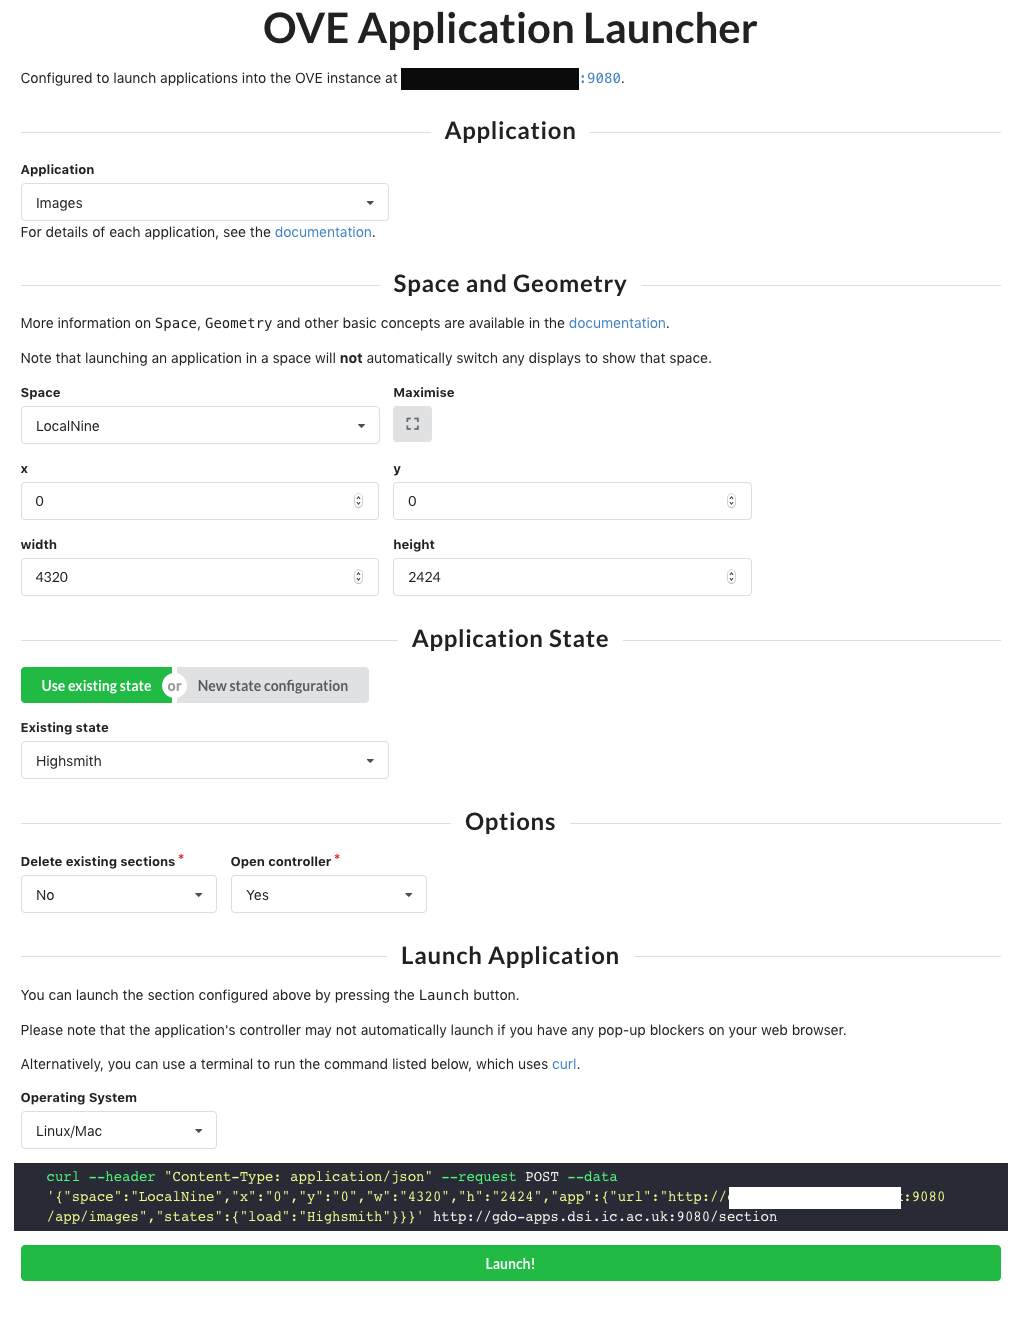 OVE Application Launcher
Configured to launch applications into the OVE instance at :9080.
Application
Application
Images
For details of each application, see the documentation.
Space and Geometry
More information on Space, Geometry and other basic concepts are available in the documentation.
Note that launching an application in a space will not automatically switch any displays to show that space.
Space Maximise
LocalNine
x y
0 0
width height
4320 2424
Application State
Use existing state or New state configuration
Existing state
Highsmith
Options
Delete existing sections * Open controller *
No Yes
Launch Application
You can launch the section configured above by pressing the Launch button.
Please note that the application's controller may not automatically launch if you have any pop-up blockers on your web browser.
Alternatively, you can use a terminal to run the command listed below, which uses curl.
Operating System
Linux/Mac
curl --header "Content-Type: application/json" --request POST --data
'{"space":"LocalNine","x":"0","y":"0","w":"4320","h":"2424","app":{"url":"http:// :9080
/app/images","states":{"load":"Highsmith"}}}' http://gdo-apps.dsi.ic.ac.uk:9080/section
Launch!